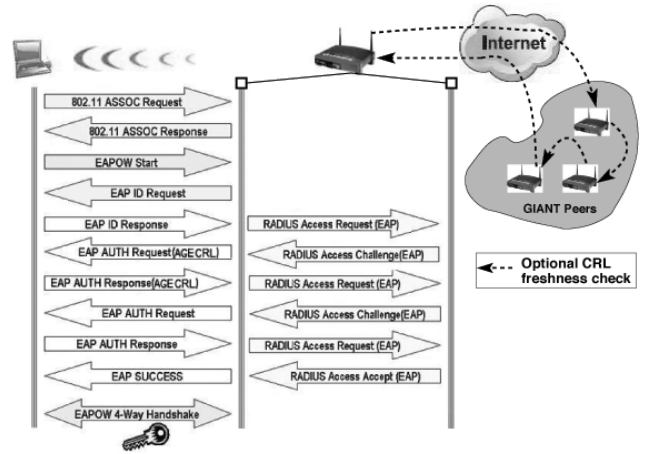 Internet
802.11 ASSOC Request
802.11 ASSOC Response
EAPOW Start
EAP ID Request
EAP ID Response
RADIUS Access Request (EAP)
EAP AUTH Request(AGE CRL)
RADIUS Access Challenge(EAP)
EAP AUTH Response(AGE CRL)
RADIUS Access Request (EAP)
EAP AUTH Request
RADIUS Access Challenge(EAP)
EAP AUTH Response
RADIUS Access Request (EAP)
EAP SUCCESS
RADIUS Access Accept (EAP)
EAPOW 4-Way Handshake
GIANT Peers
Optional CRL
freshness check